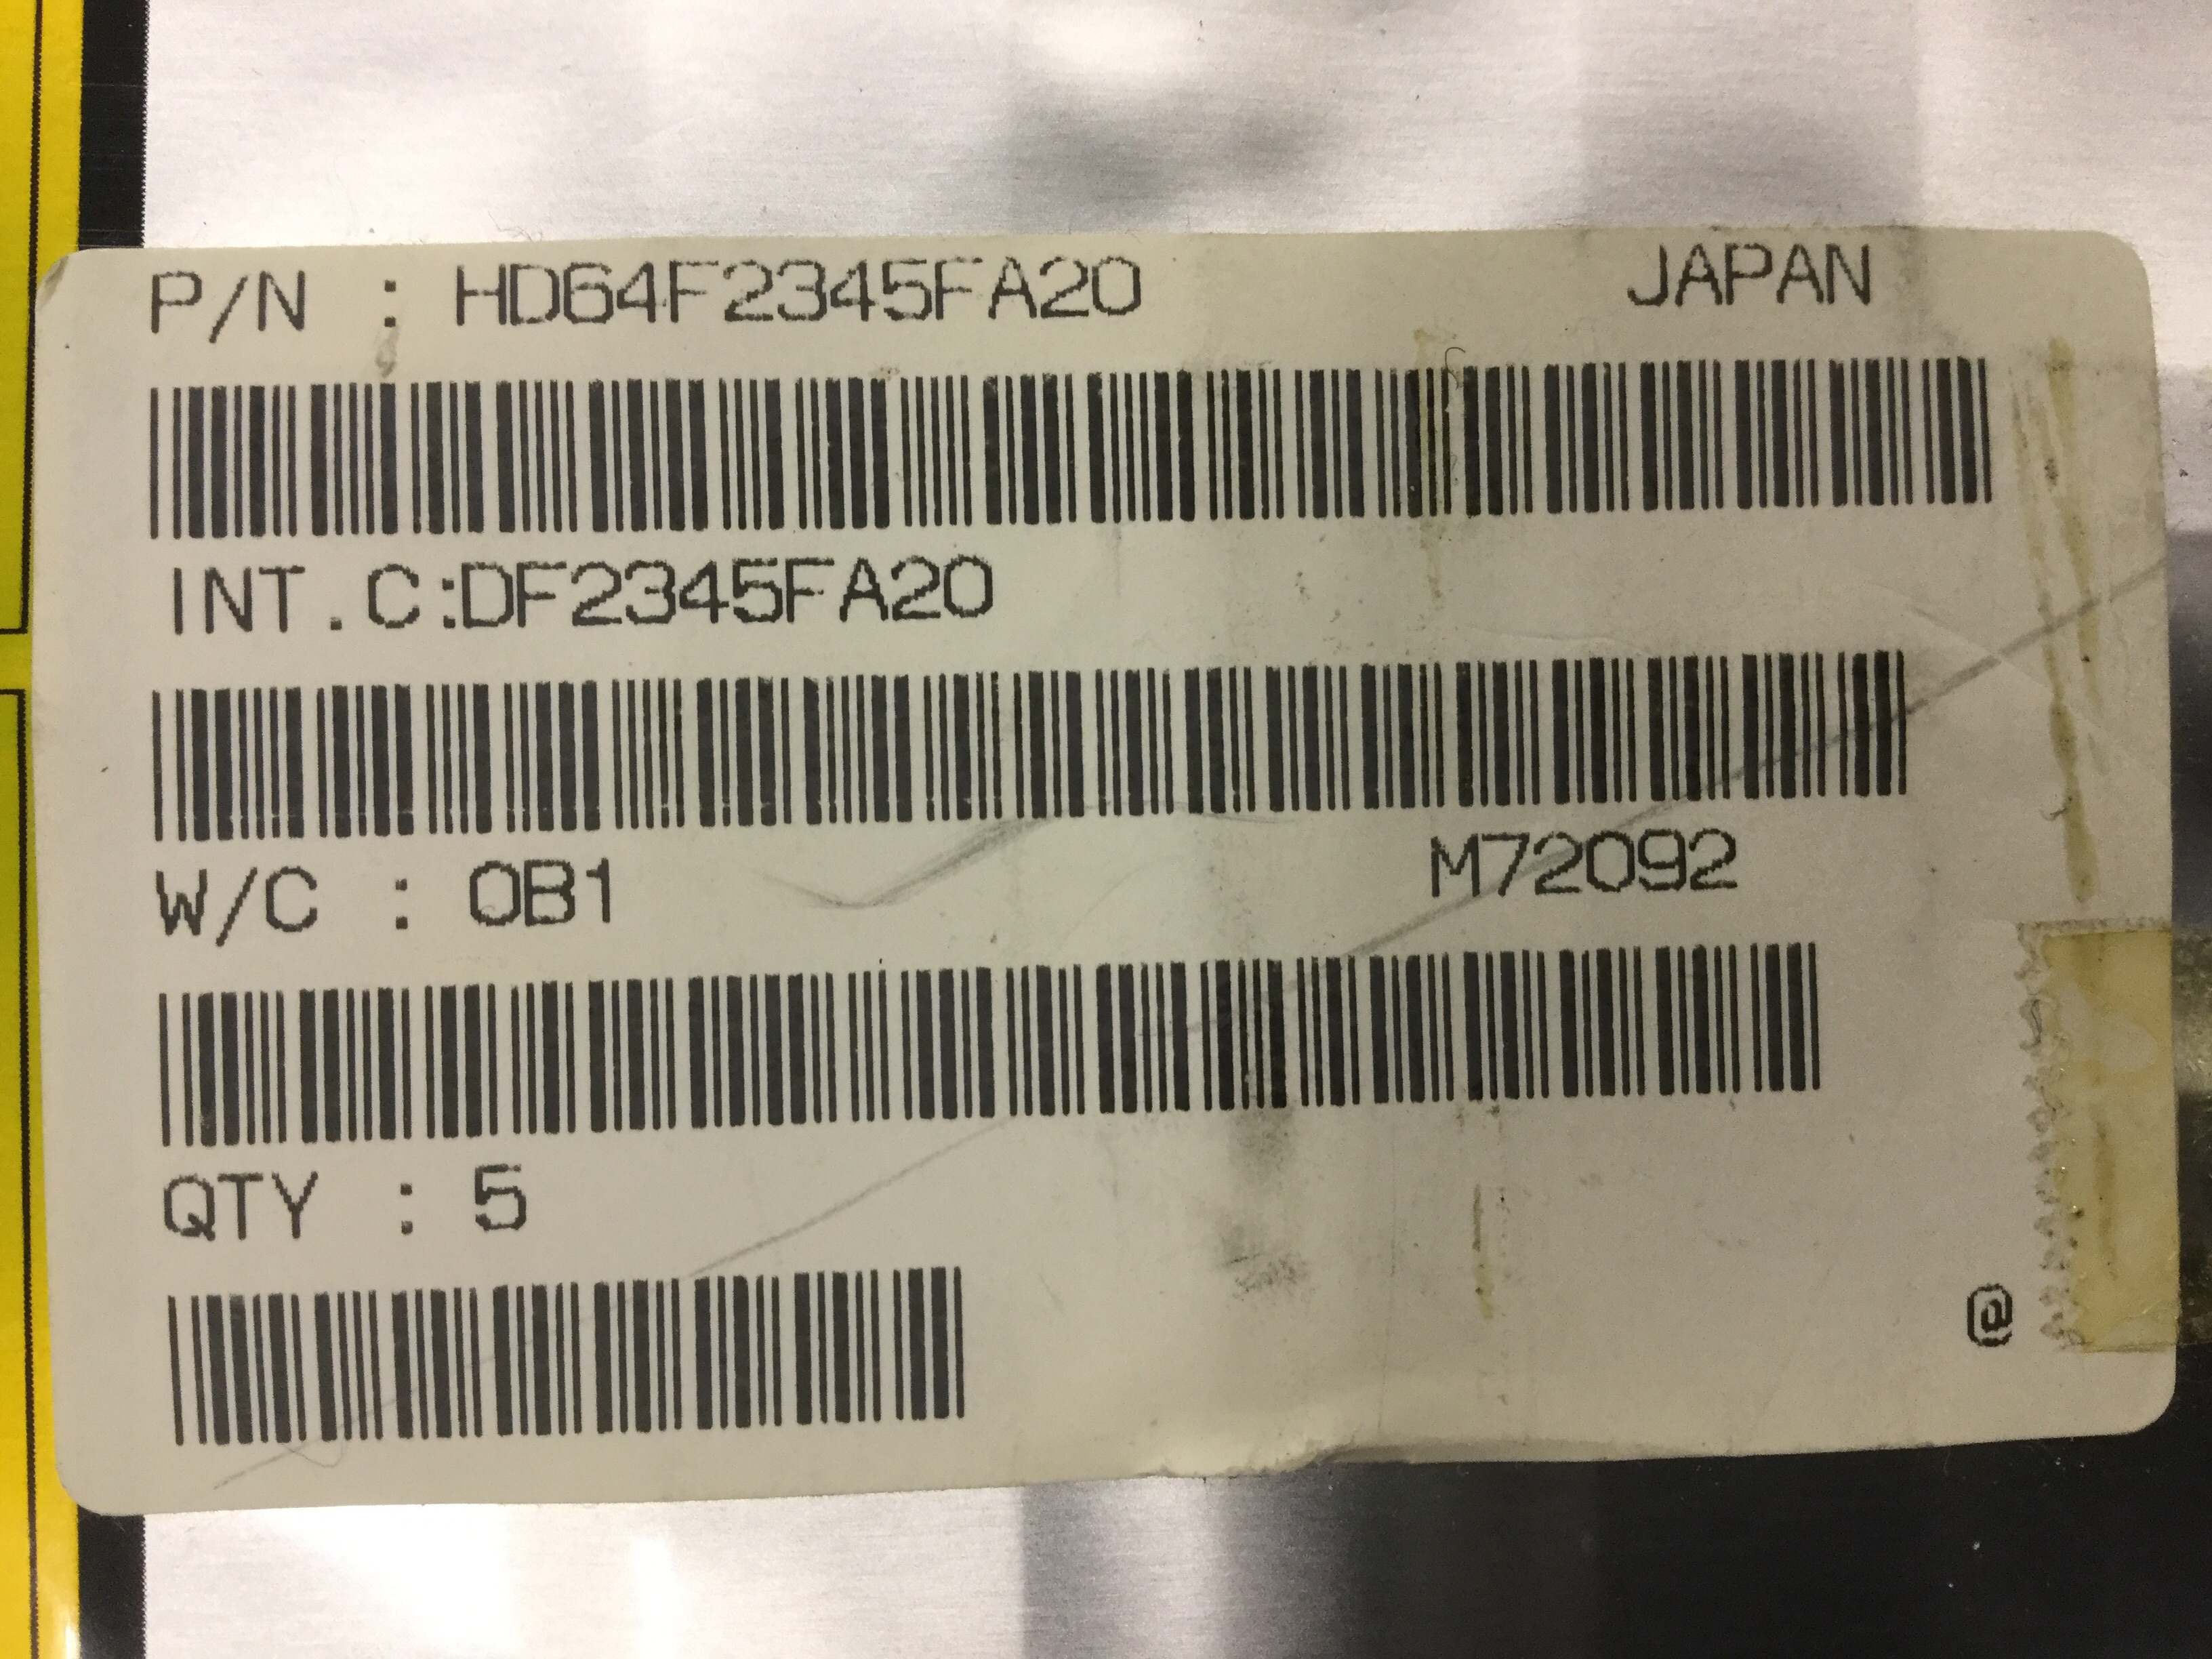 P/N : HD64F2345FA20 JAPAN
INT.C:DF2345FA20
W/C : 0B1 M72092
QTY : 5
@